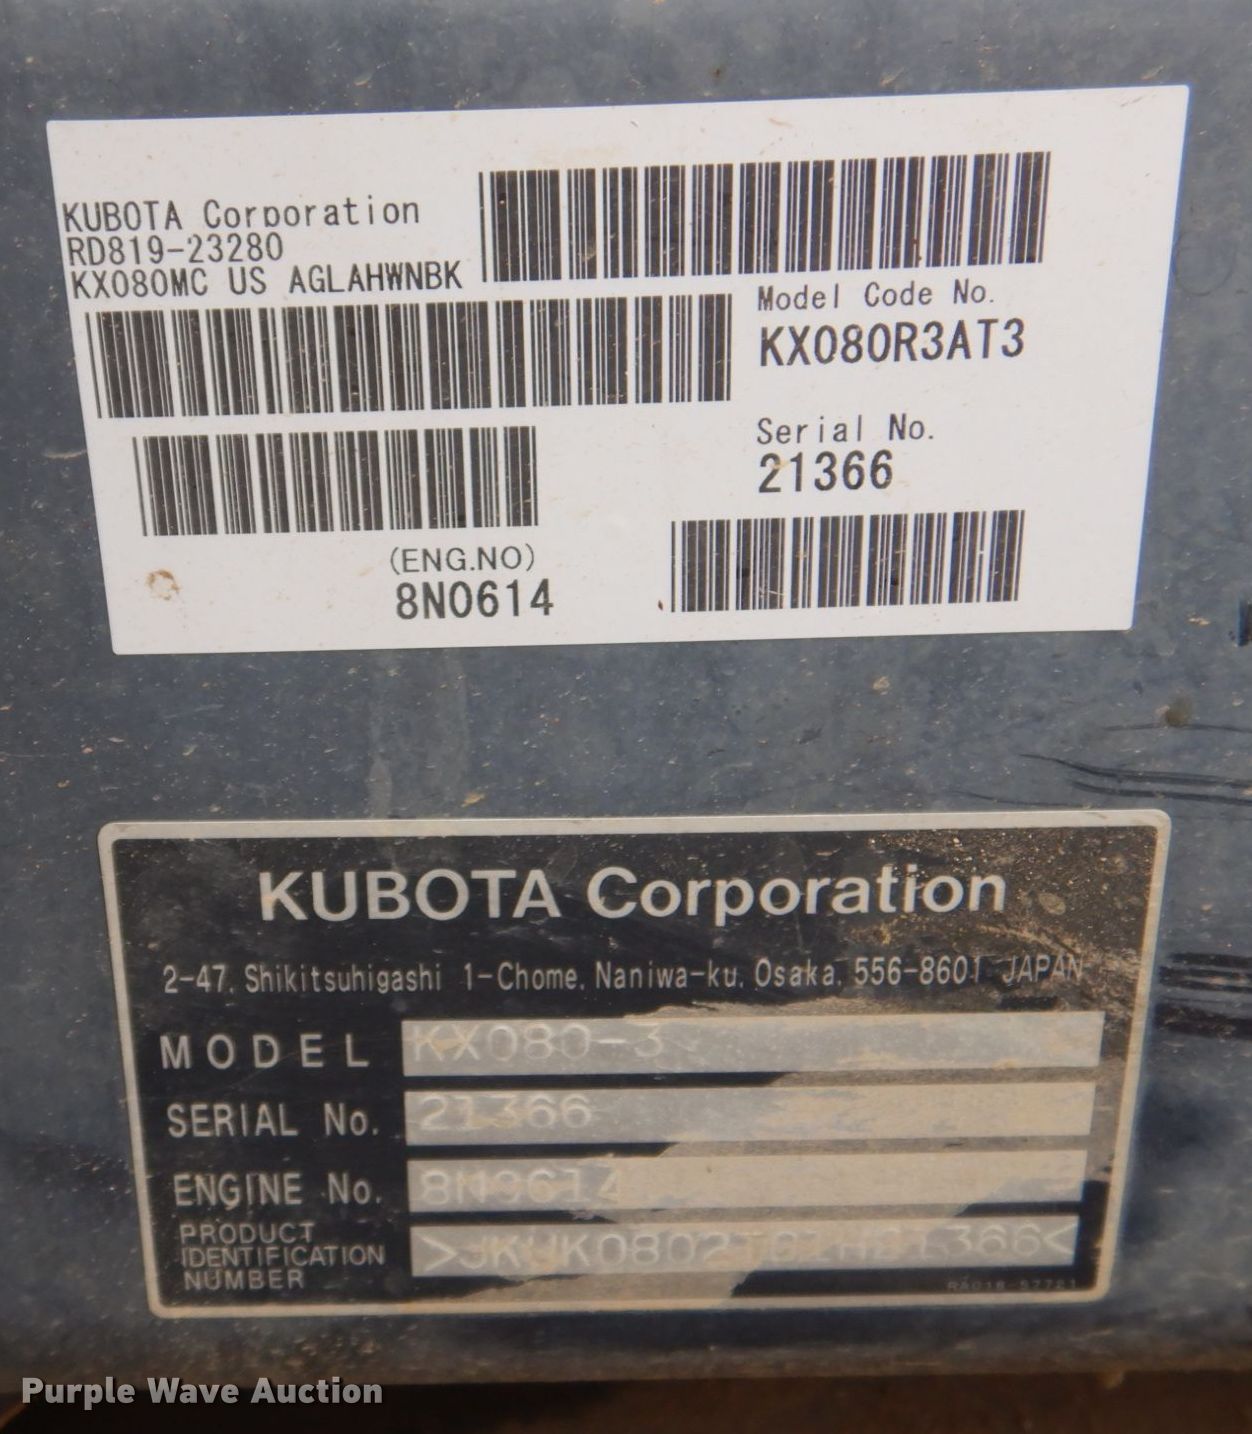 KUBOTA Corporation
RD819-23280
KX080MC US AGLAHWNBK
Model Code No.
KX080R3AT3
Serial No.
21366
(ENG.NO)
8N0614
KUBOTA Corporation
2-47, Shikitsuhigashi 1-Chome, Naniwa-ku, Osaka, 556-8601 JAPAN
MODEL KX080-3
SERIAL No. 21366
ENGINE No. 8N0614
PRODUCT
IDENTIFICATION
NUMBER
Purple Wave Auction